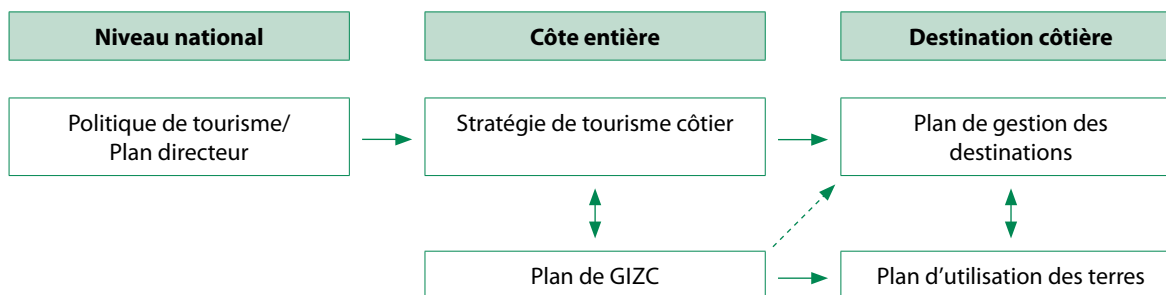 Niveau national
Côte entière
Destination côtière
Politique de tourisme/
Plan directeur
Stratégie de tourisme côtier
Plan de gestion des
destinations
Plan de GIZC
Plan d’utilisation des terres